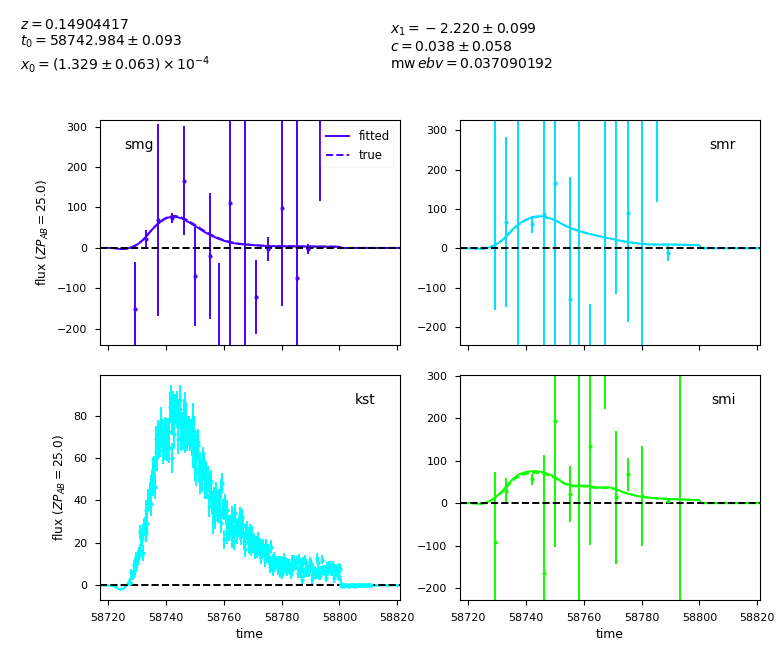 z = 0.14904417
t₀ = 58742.984 ± 0.093
x₀ = (1.329 ± 0.063) × 10⁻⁴
x₁ = −2.220 ± 0.099
c = 0.038 ± 0.058
mw ebv = 0.037090192
smg
fitted
true
300
200
100
0
−100
−200
flux (ZP_AB = 25.0)
smr
300
200
100
0
−100
−200
kst
80
60
40
20
0
flux (ZP_AB = 25.0)
58720 58740 58760 58780 58800 58820
time
smi
300
200
100
0
−100
−200
58720 58740 58760 58780 58800 58820
time